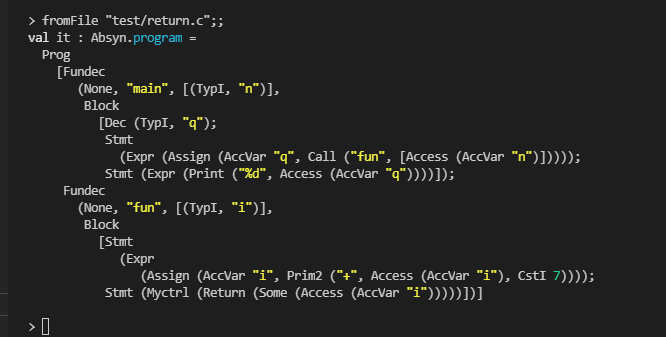 > fromFile "test/return.c";;
val it : Absyn.program =
  Prog
    [Fundec
       (None, "main", [(TypI, "n")],
        Block
          [Dec (TypI, "q");
           Stmt
             (Expr (Assign (AccVar "q", Call ("fun", [Access (AccVar "n")]))));
           Stmt (Expr (Print ("%d", Access (AccVar "q"))))]);
     Fundec
       (None, "fun", [(TypI, "i")],
        Block
          [Stmt
             (Expr
                (Assign (AccVar "i", Prim2 ("+", Access (AccVar "i"), CstI 7))));
           Stmt (Myctrl (Return (Some (Access (AccVar "i")))))])]
>